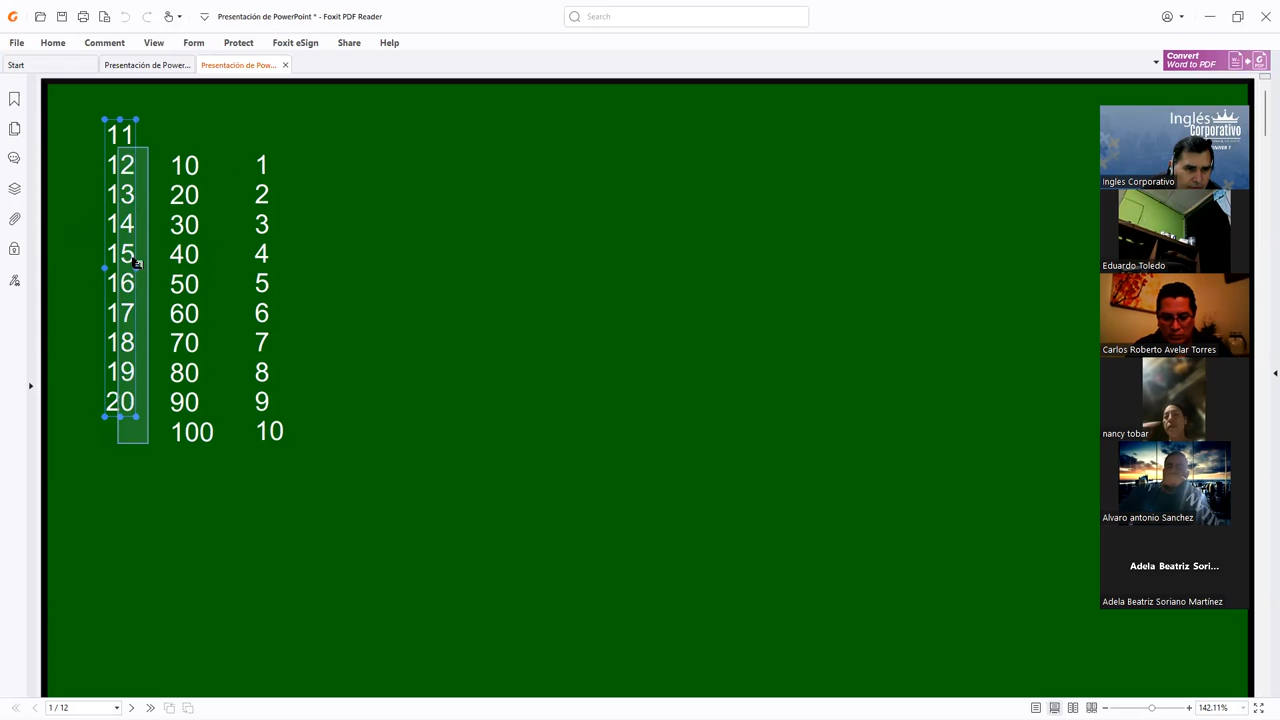 Presentación de PowerPoint * - Foxit PDF Reader
Search
File Home Comment View Form Protect Foxit eSign Share Help
Start
Presentación de Power...
Presentación de Pow...
Convert
Word to PDF
11
12 10 1
13 20 2
14 30 3
15 40 4
16 50 5
17 60 6
18 70 7
19 80 8
20 90 9
100 10
Inglés
Corporativo
Ingles Corporativo
Eduardo Toledo
Carlos Roberto Avelar Torres
nancy tobar
Alvaro antonio Sanchez
Adela Beatriz Sori...
Adela Beatriz Soriano Martínez
1 / 12
142.11%